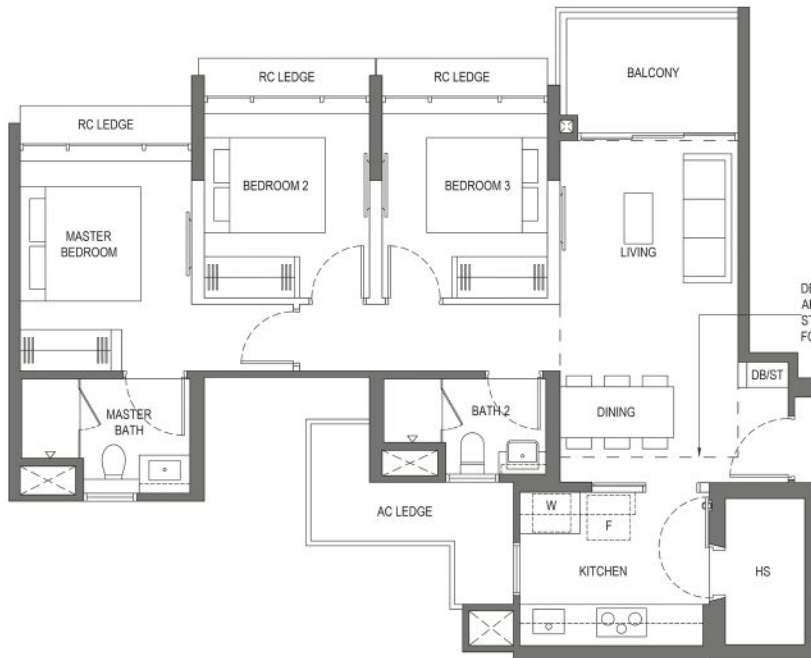 BALCONY
RC LEDGE
RC LEDGE
RC LEDGE
BEDROOM 2
BEDROOM 3
MASTER
BEDROOM
LIVING
DB/ST
MASTER
BATH
BATH 2
DINING
AC LEDGE
W
F
KITCHEN
HS